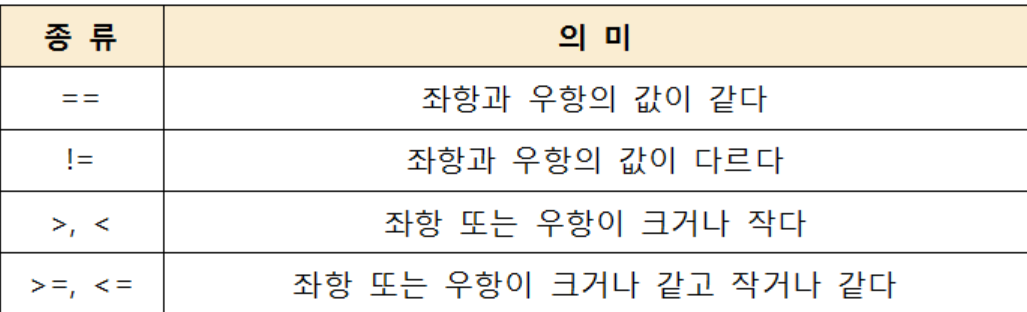 종 류 의 미
== 좌항과 우항의 값이 같다
!= 좌항과 우항의 값이 다르다
>, < 좌항 또는 우항이 크거나 작다
>=, <= 좌항 또는 우항이 크거나 같고 작거나 같다